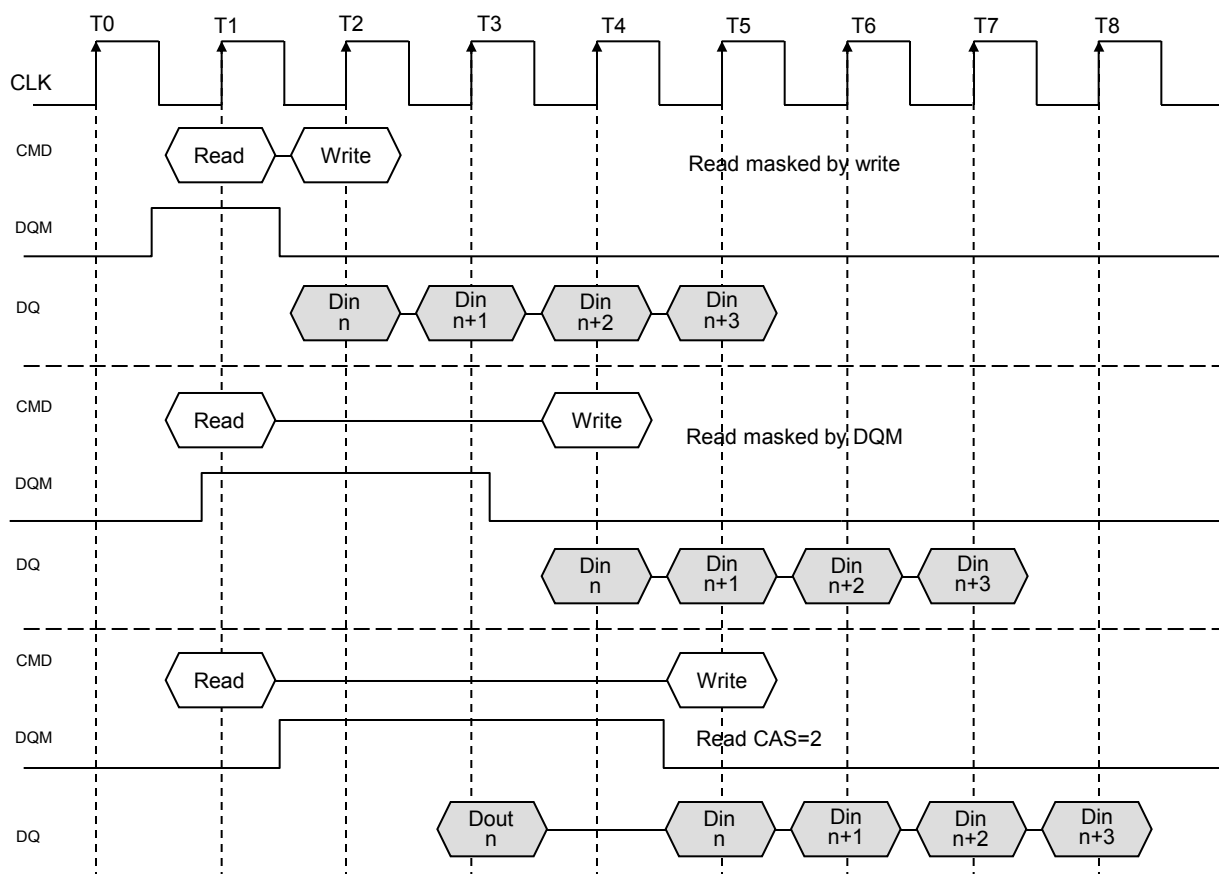 T0 T1 T2 T3 T4 T5 T6 T7 T8
CLK
CMD Read Write Read masked by write
DQM
DQ Din Din Din Din
n n+1 n+2 n+3
CMD Read Write Read masked by DQM
DQM
DQ Din Din Din Din
n n+1 n+2 n+3
CMD Read Write
DQM Read CAS=2
DQ Dout Din Din Din Din
n n n+1 n+2 n+3